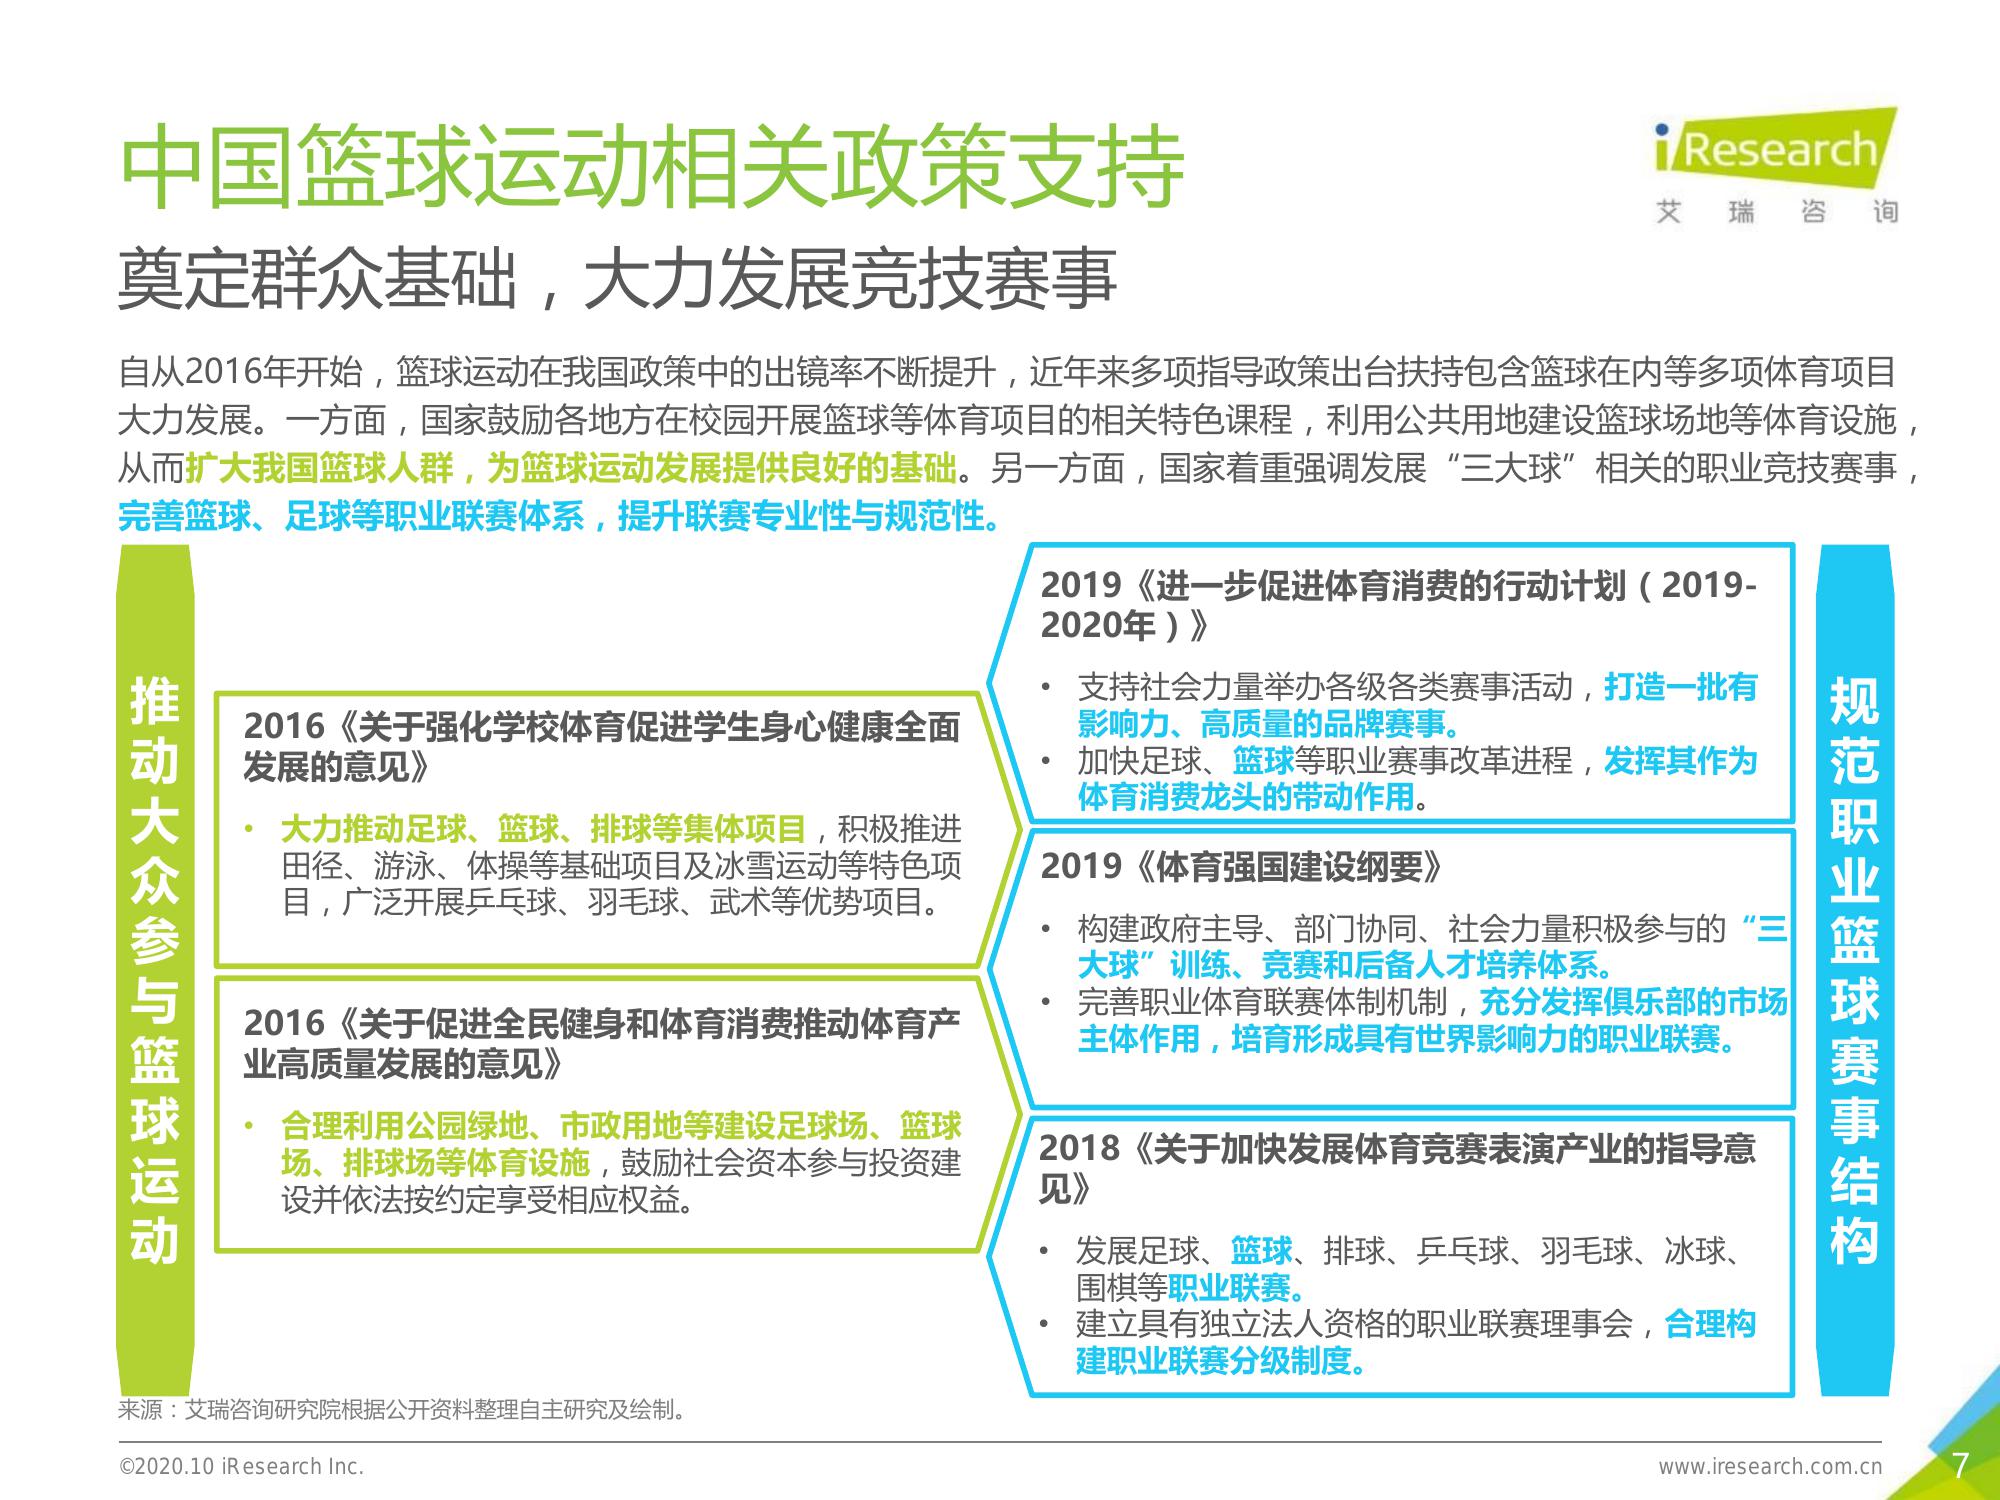 中国篮球运动相关政策支持
iResearch
艾 瑞 咨 询
奠定群众基础，大力发展竞技赛事
自从2016年开始，篮球运动在我国政策中的出镜率不断提升，近年来多项指导政策出台扶持包含篮球在内等多项体育项目
大力发展。一方面，国家鼓励各地方在校园开展篮球等体育项目的相关特色课程，利用公共用地建设篮球场地等体育设施，
从而扩大我国篮球人群，为篮球运动发展提供良好的基础。另一方面，国家着重强调发展“三大球”相关的职业竞技赛事，
完善篮球、足球等职业联赛体系，提升联赛专业性与规范性。
推动大众参与篮球运动
2016《关于强化学校体育促进学生身心健康全面
发展的意见》
• 大力推动足球、篮球、排球等集体项目，积极推进
田径、游泳、体操等基础项目及冰雪运动等特色项
目，广泛开展乒乓球、羽毛球、武术等优势项目。
2016《关于促进全民健身和体育消费推动体育产
业高质量发展的意见》
• 合理利用公园绿地、市政用地等建设足球场、篮球
场、排球场等体育设施，鼓励社会资本参与投资建
设并依法按约定享受相应权益。
2019《进一步促进体育消费的行动计划（2019-
2020年）》
• 支持社会力量举办各级各类赛事活动，打造一批有
影响力、高质量的品牌赛事。
• 加快足球、篮球等职业赛事改革进程，发挥其作为
体育消费龙头的带动作用。
2019《体育强国建设纲要》
• 构建政府主导、部门协同、社会力量积极参与的“三
大球”训练、竞赛和后备人才培养体系。
• 完善职业体育联赛体制机制，充分发挥俱乐部的市场
主体作用，培育形成具有世界影响力的职业联赛。
2018《关于加快发展体育竞赛表演产业的指导意
见》
• 发展足球、篮球、排球、乒乓球、羽毛球、冰球、
围棋等职业联赛。
• 建立具有独立法人资格的职业联赛理事会，合理构
建职业联赛分级制度。
规范职业篮球赛事结构
来源：艾瑞咨询研究院根据公开资料整理自主研究及绘制。
©2020.10 iResearch Inc.
www.iresearch.com.cn
7